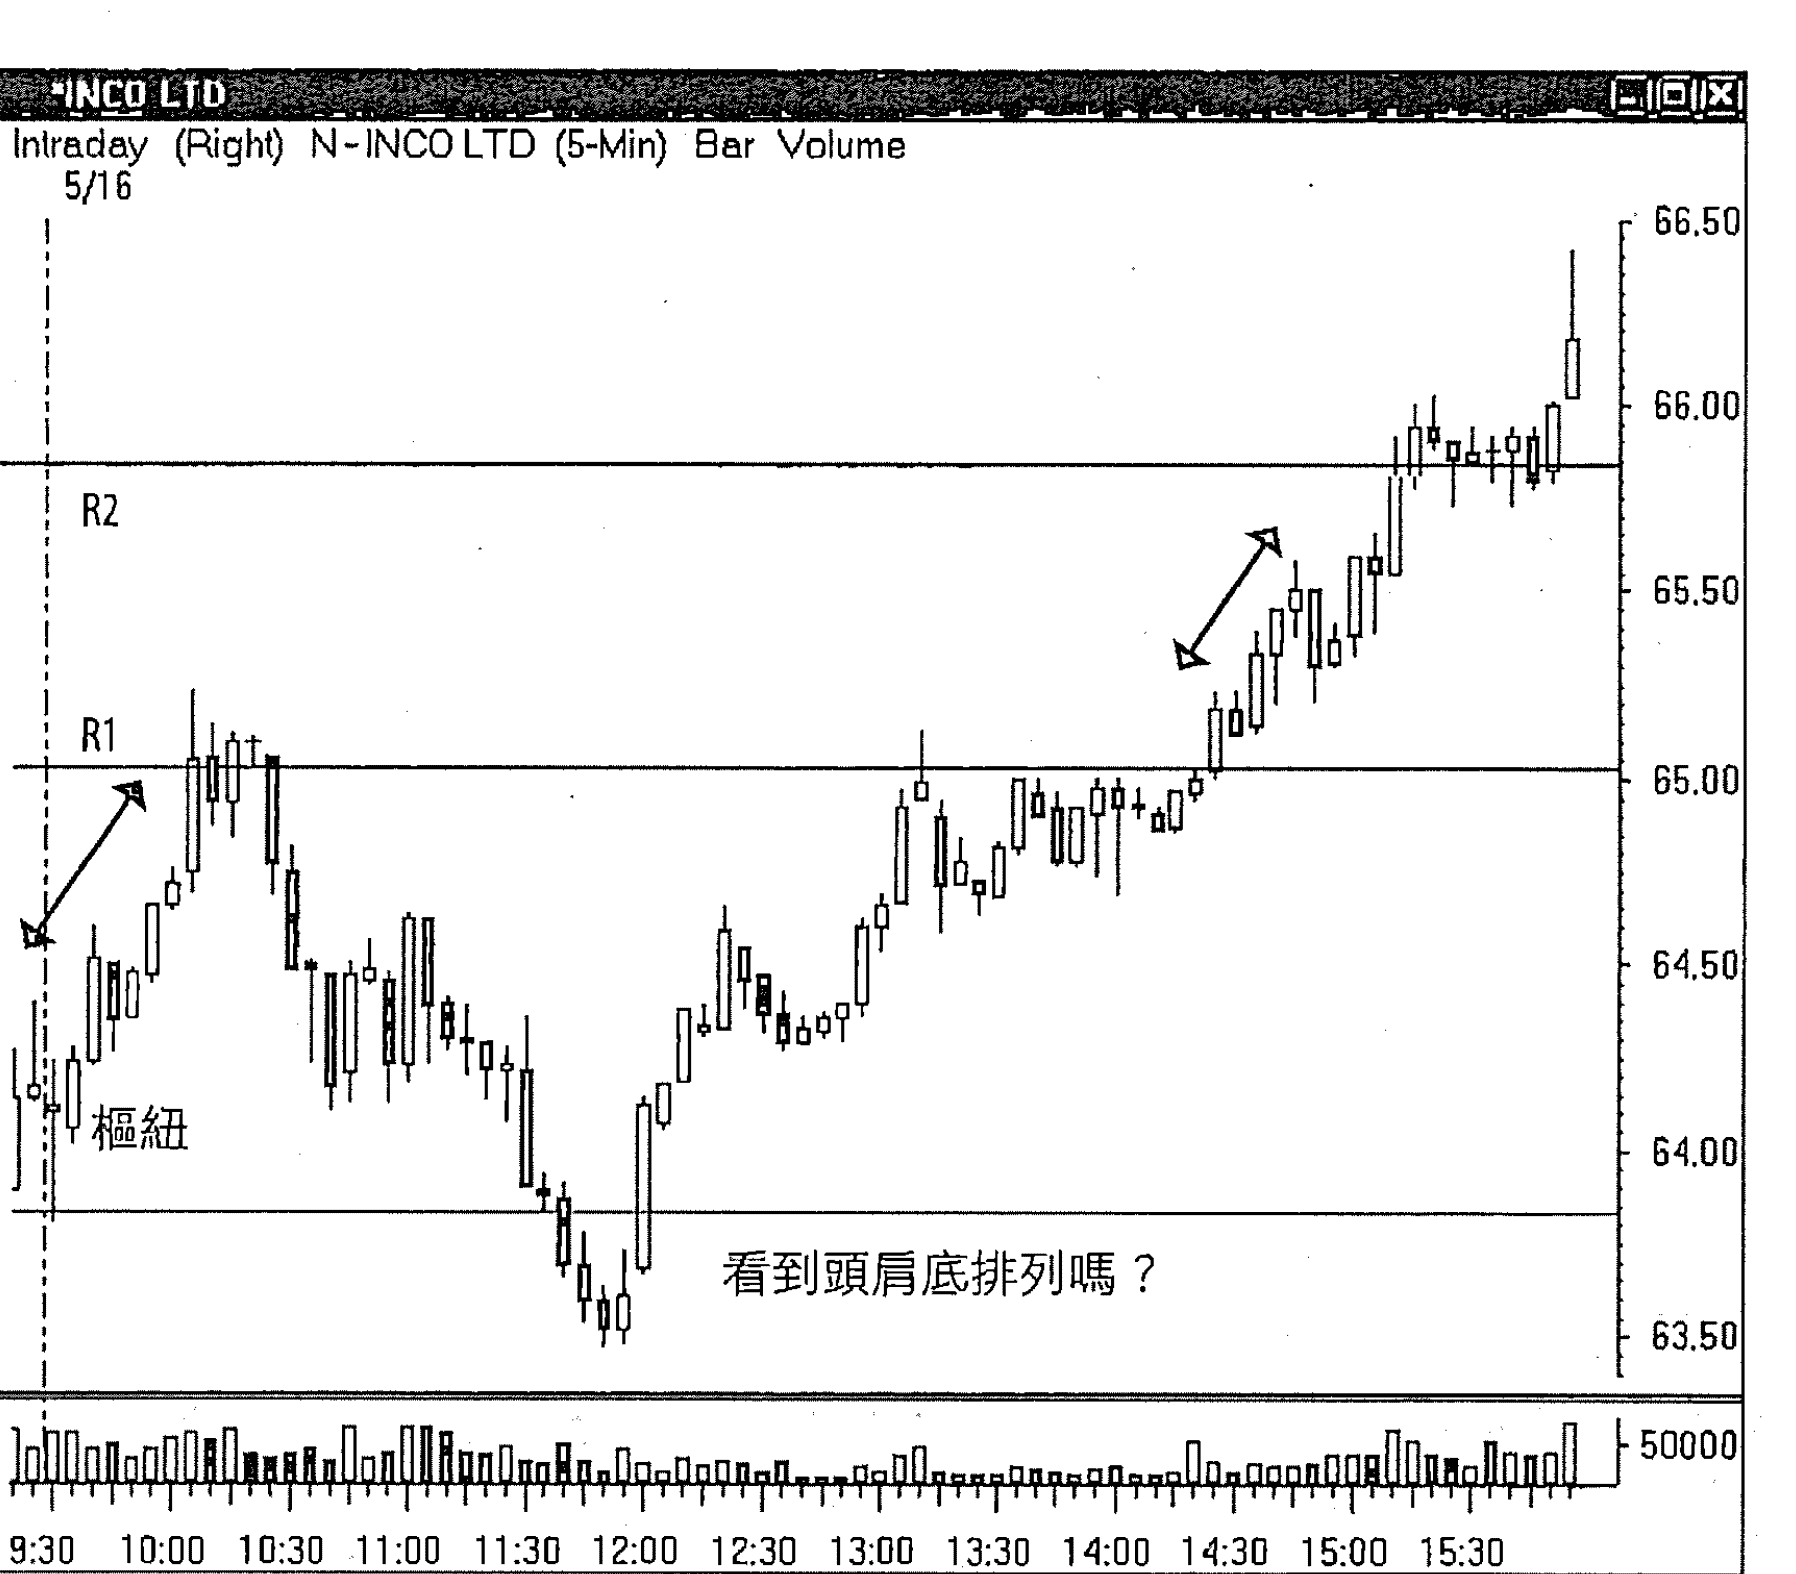 *INCO LTD
Intraday (Right) N-INCO LTD (5-Min) Bar Volume
5/16
66.50
66.00
R2
65.50
R1
65.00
64.50
樞紐
64.00
看到頭肩底排列嗎？
63.50
50000
9:30 10:00 10:30 11:00 11:30 12:00 12:30 13:00 13:30 14:00 14:30 15:00 15:30